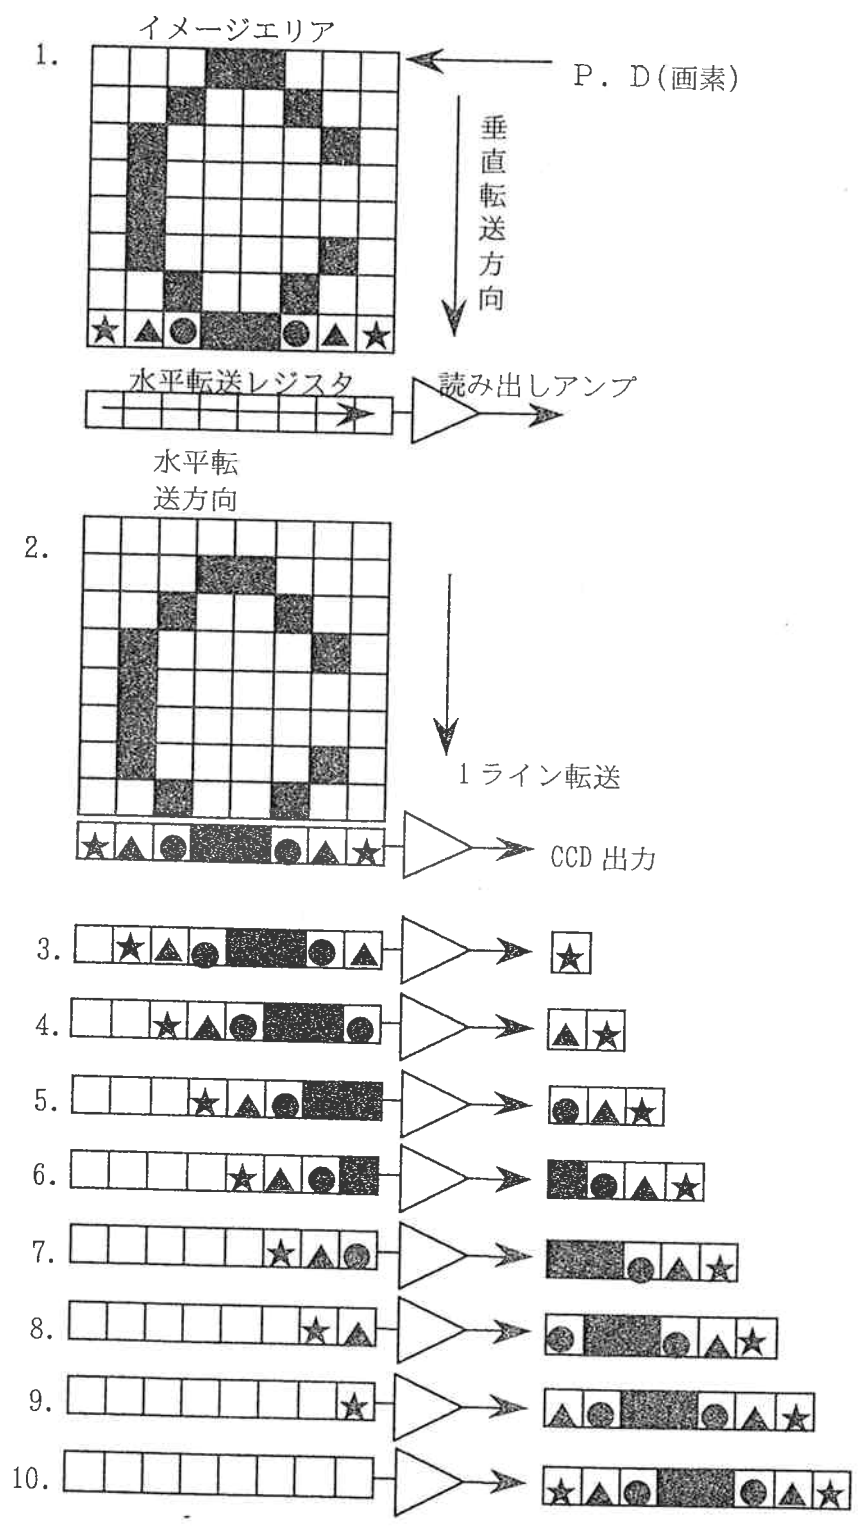 イメージエリア
1.
P. D(画素)
垂直転送方向
水平転送レジスタ
読み出しアンプ
水平転
送方向
2.
1ライン転送
CCD 出力
3.
4.
5.
6.
7.
8.
9.
10.